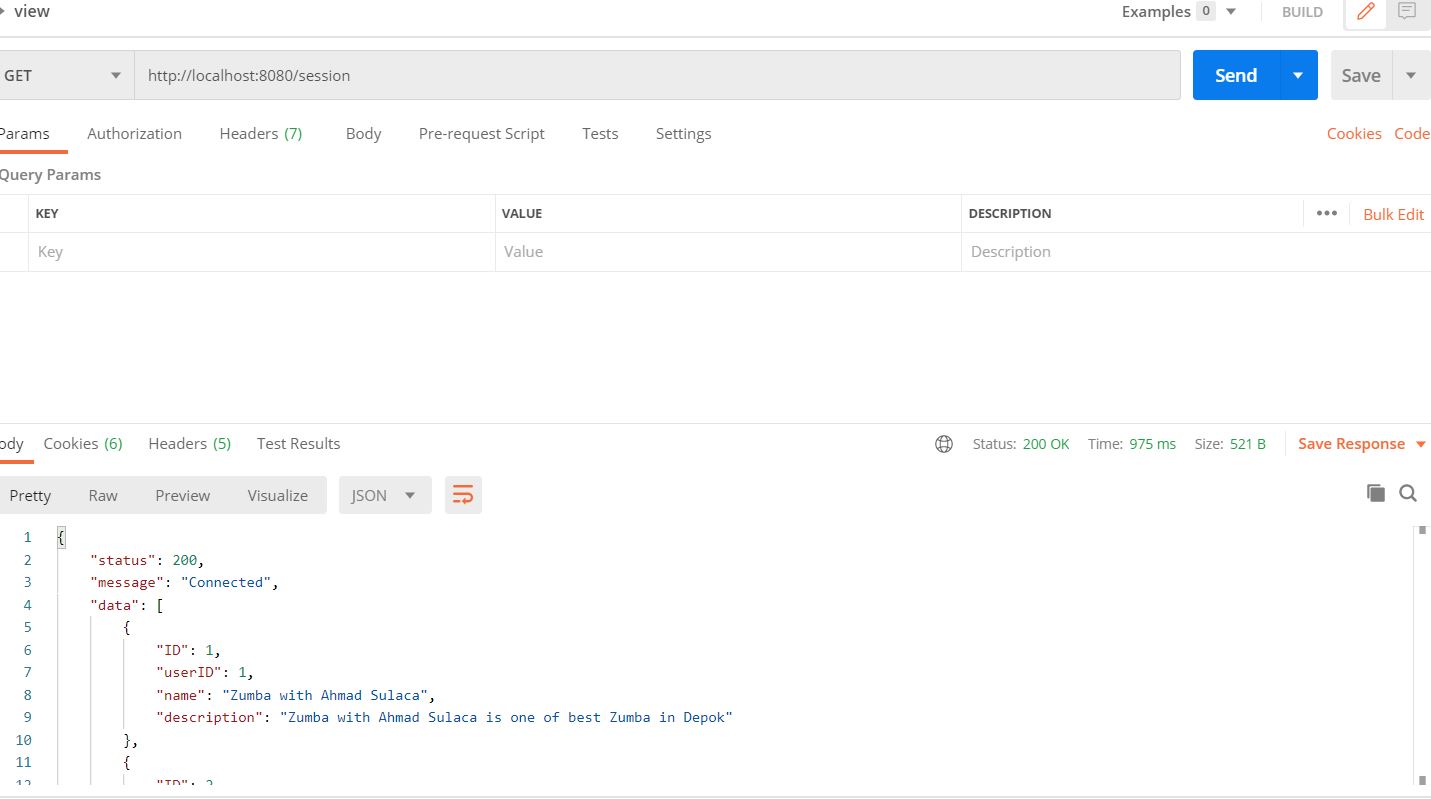 view Examples 0 BUILD
GET http://localhost:8080/session Send Save
Params Authorization Headers (7) Body Pre-request Script Tests Settings Cookies Code
Query Params
KEY VALUE DESCRIPTION ••• Bulk Edit
Key Value Description
ody Cookies (6) Headers (5) Test Results Status: 200 OK Time: 975 ms Size: 521 B Save Response
Pretty Raw Preview Visualize JSON
1 {
2 "status": 200,
3 "message": "Connected",
4 "data": [
5 {
6 "ID": 1,
7 "userID": 1,
8 "name": "Zumba with Ahmad Sulaca",
9 "description": "Zumba with Ahmad Sulaca is one of best Zumba in Depok"
10 },
11 {
12 "ID": 2